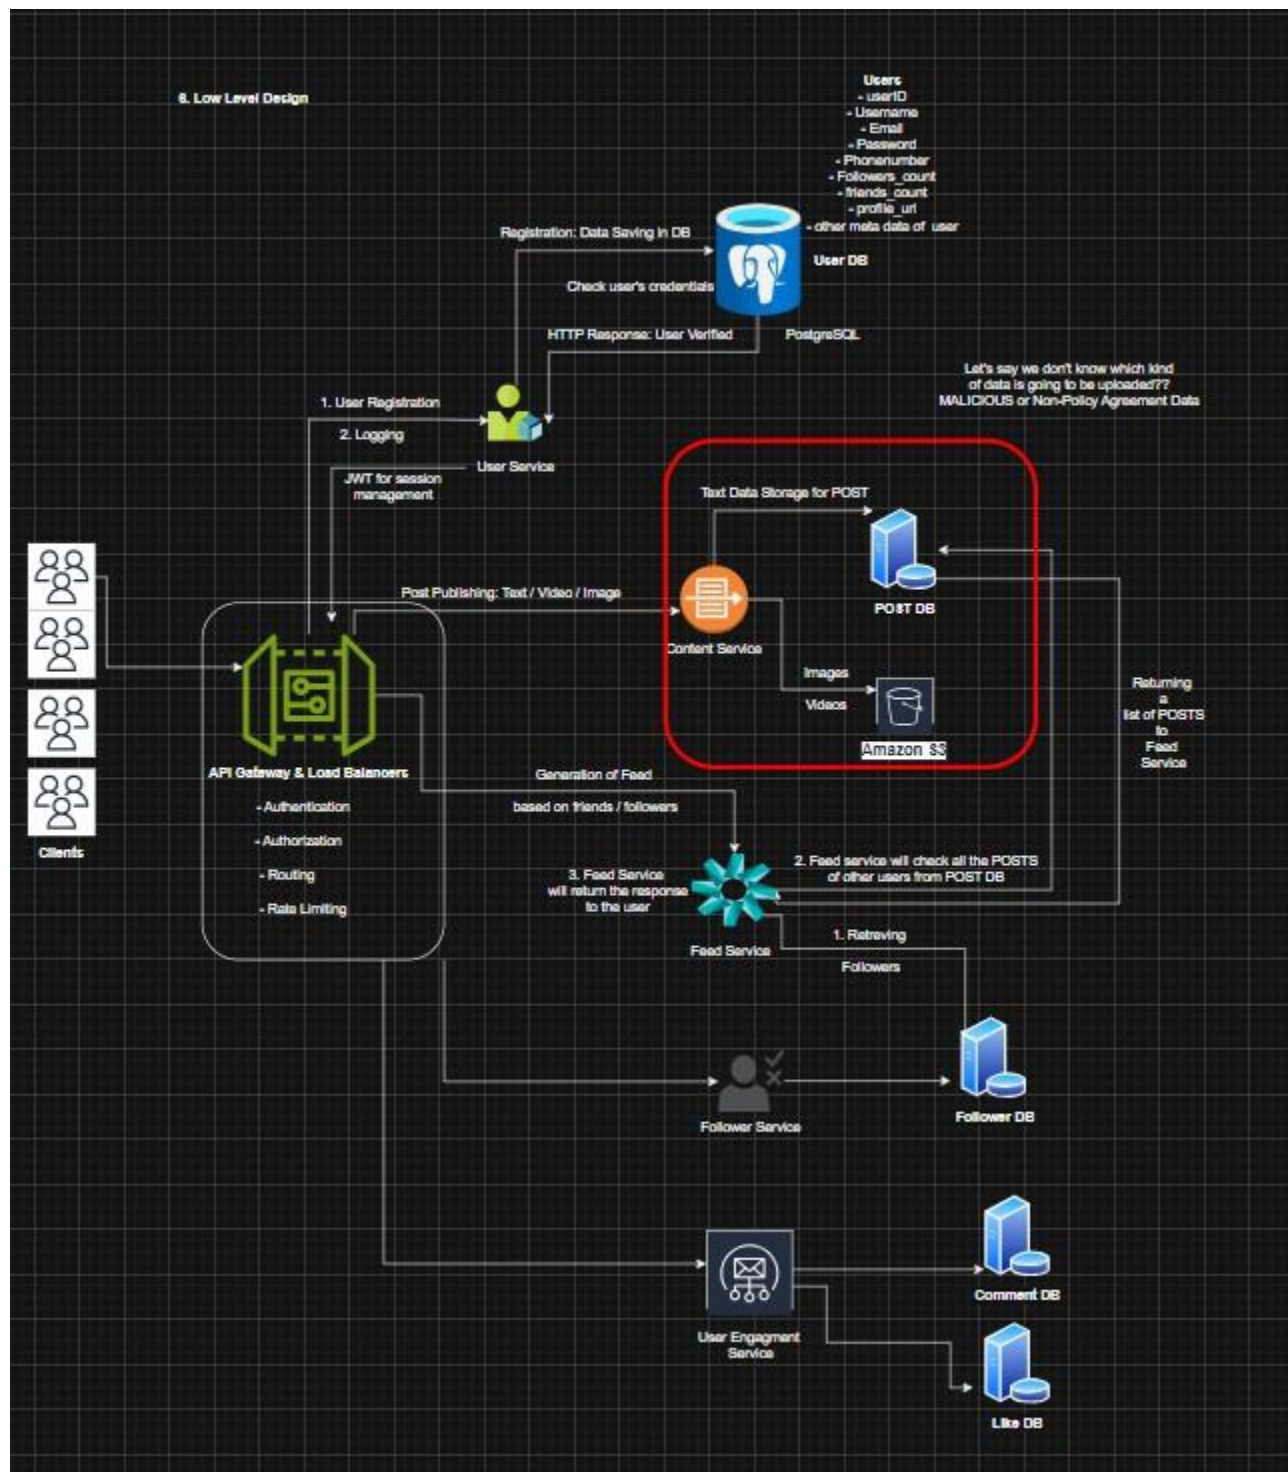 6. Low Level Design
Users
- userID
- Username
- Email
- Password
- Phonenumber
- Followers_count
- friends_count
- profile_url
- other meta data of user
Registration: Data Saving in DB
User DB
Check user's credentials
HTTP Response: User Verified
PostgreSQL
Let's say we don't know which kind
of data is going to be uploaded??
MALICIOUS or Non-Policy Agreement Data
1. User Registration
2. Logging
User Service
JWT for session
management
Text Data Storage for POST
Post Publishing: Text / Video / Image
POST DB
Content Service
Images
Videos
Amazon S3
Returning
a
list of POSTS
to
Feed
Service
API Gateway & Load Balancers
- Authentication
- Authorization
- Routing
- Rate Limiting
Clients
Generation of Feed
based on friends / followers
2. Feed service will check all the POSTS
of other users from POST DB
3. Feed Service
will return the response
to the user
Feed Service
1. Retreving
Followers
Follower Service
Follower DB
Comment DB
User Engagment
Service
Like DB